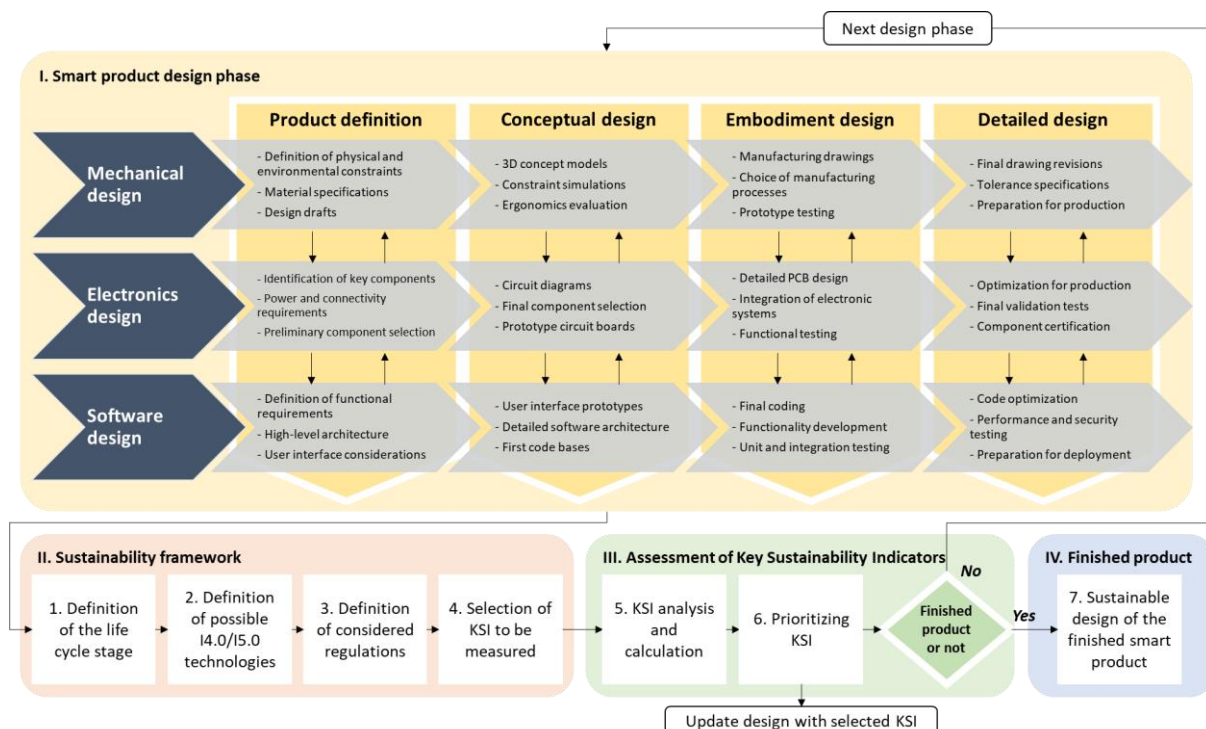 Next design phase
I. Smart product design phase
Product definition
Conceptual design
Embodiment design
Detailed design
Mechanical
design
- Definition of physical and
environmental constraints
- Material specifications
- Design drafts
- 3D concept models
- Constraint simulations
- Ergonomics evaluation
- Manufacturing drawings
- Choice of manufacturing
processes
- Prototype testing
- Final drawing revisions
- Tolerance specifications
- Preparation for production
Electronics
design
- Identification of key components
- Power and connectivity
requirements
- Preliminary component selection
- Circuit diagrams
- Final component selection
- Prototype circuit boards
- Detailed PCB design
- Integration of electronic
systems
- Functional testing
- Optimization for production
- Final validation tests
- Component certification
Software
design
- Definition of functional
requirements
- High-level architecture
- User interface considerations
- User interface prototypes
- Detailed software architecture
- First code bases
- Final coding
- Functionality development
- Unit and integration testing
- Code optimization
- Performance and security
testing
- Preparation for deployment
II. Sustainability framework
1. Definition
of the life
cycle stage
2. Definition
of possible
I4.0/I5.0
technologies
3. Definition
of considered
regulations
4. Selection of
KSI to be
measured
III. Assessment of Key Sustainability Indicators
5. KSI analysis
and
calculation
6. Prioritizing
KSI
Finished
product
or not
No
Yes
IV. Finished product
7. Sustainable
design of the
finished smart
product
Update design with selected KSI